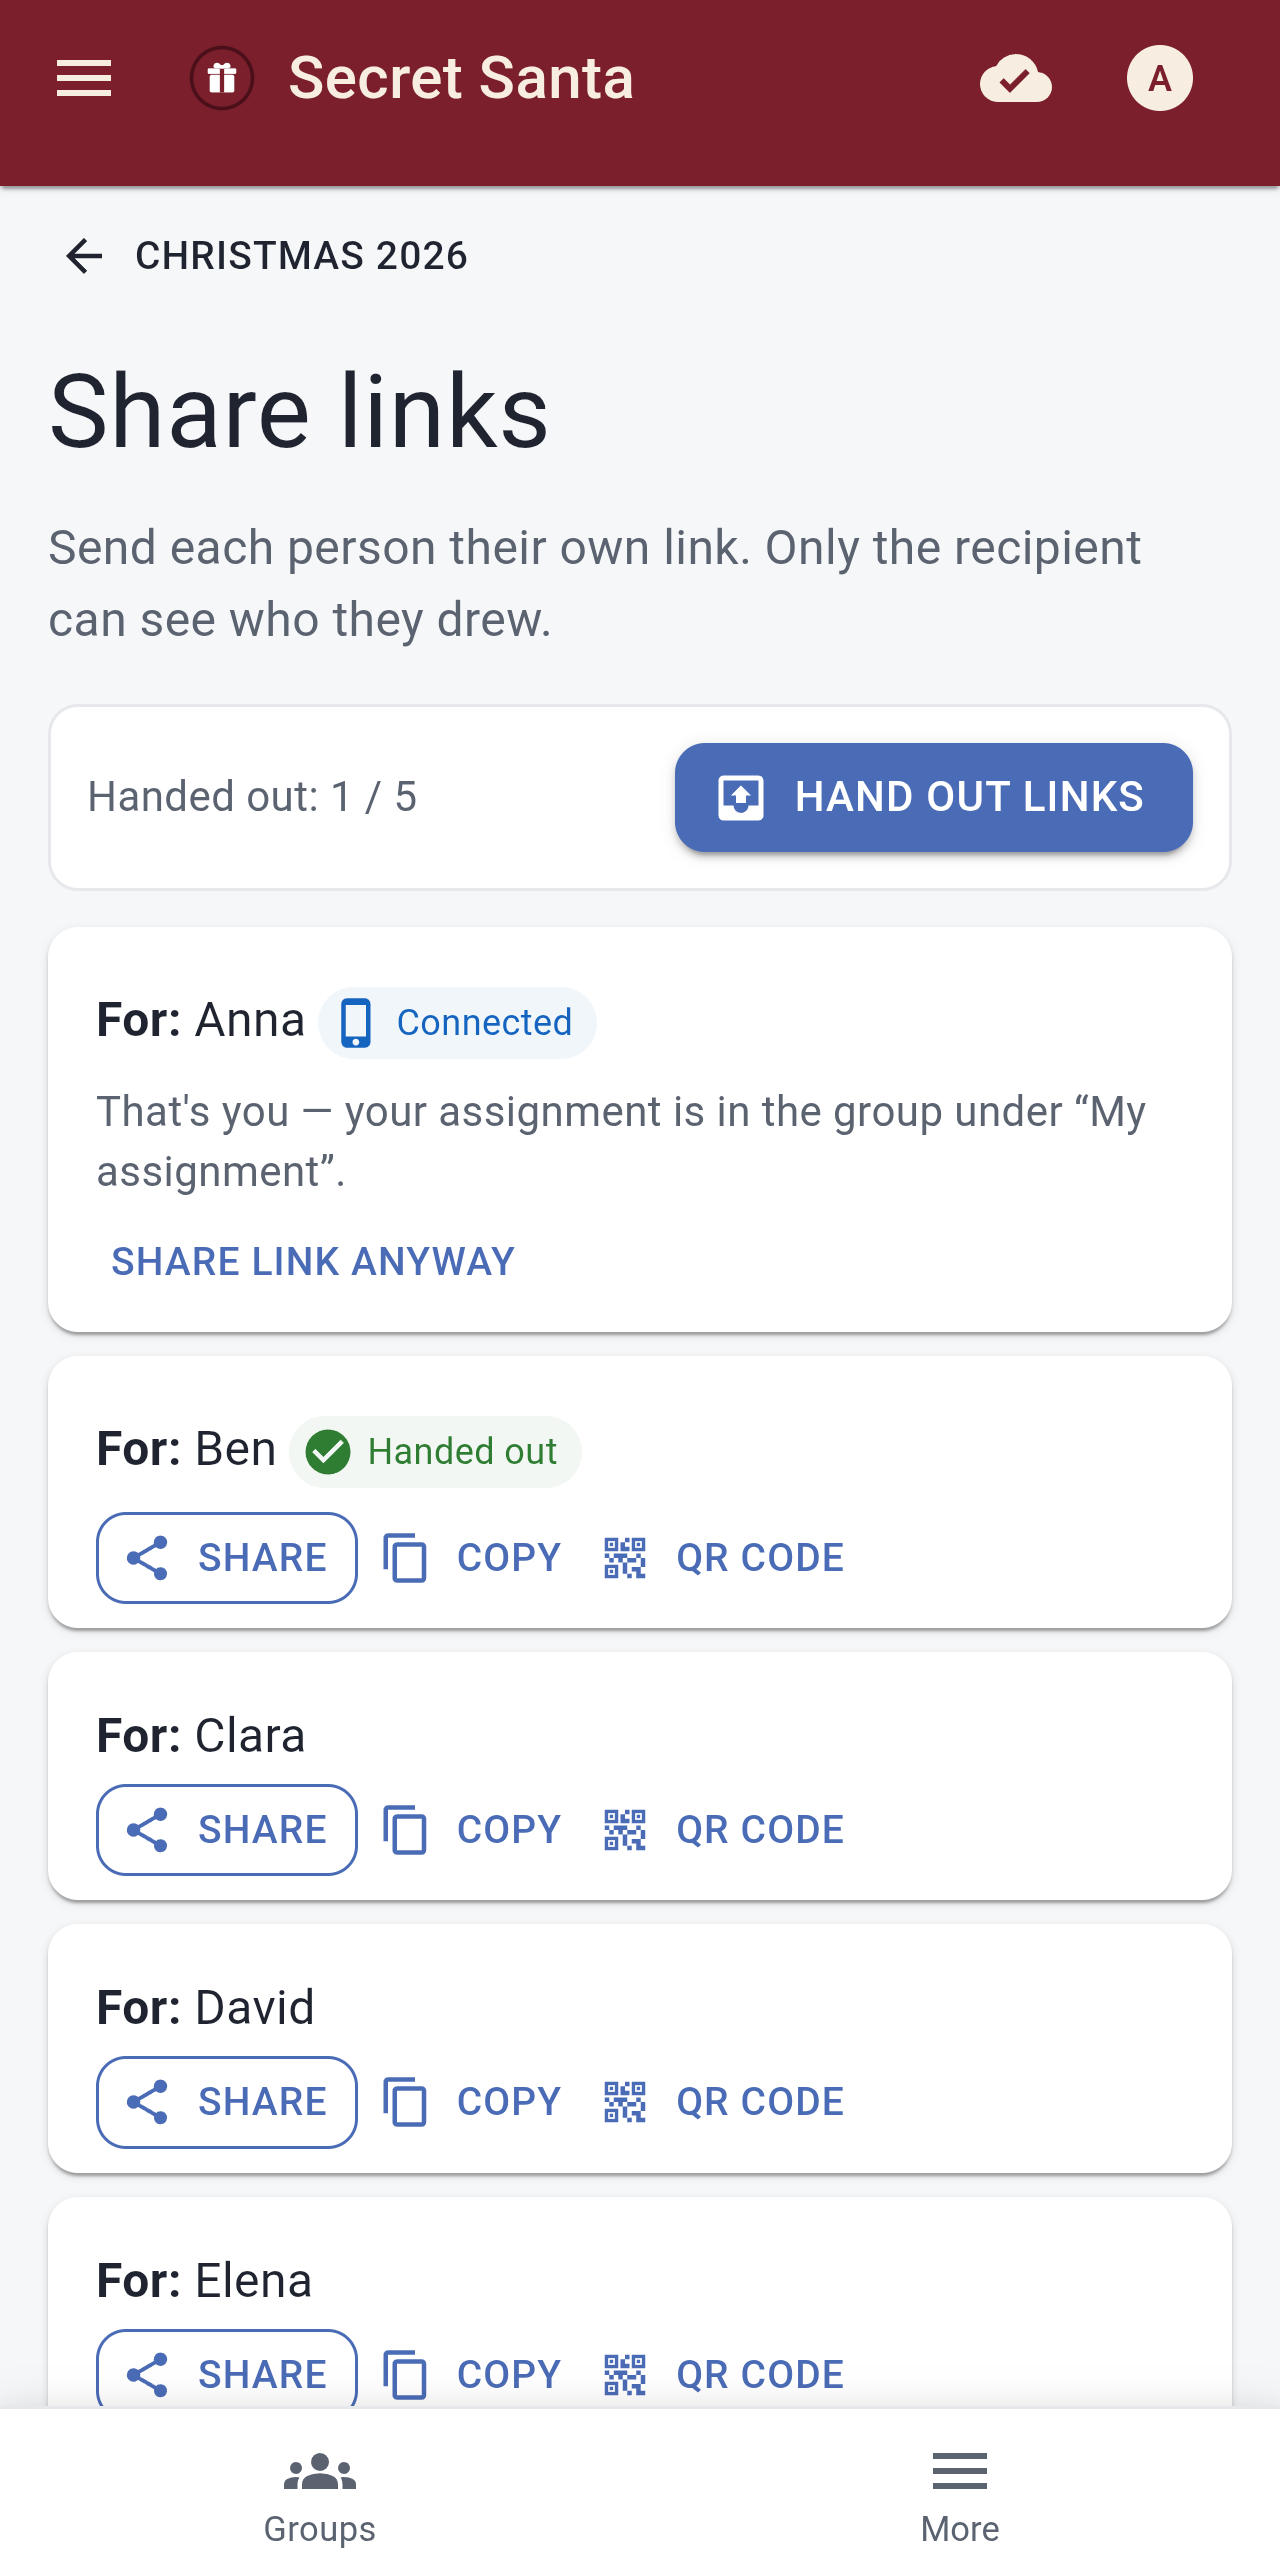 Secret Santa
A
CHRISTMAS 2026
Share links
Send each person their own link. Only the recipient
can see who they drew.
Handed out: 1 / 5
HAND OUT LINKS
For: Anna
Connected
That's you — your assignment is in the group under “My
assignment”.
SHARE LINK ANYWAY
For: Ben
Handed out
SHARE
COPY
QR CODE
For: Clara
SHARE
COPY
QR CODE
For: David
SHARE
COPY
QR CODE
For: Elena
SHARE
COPY
QR CODE
Groups
More